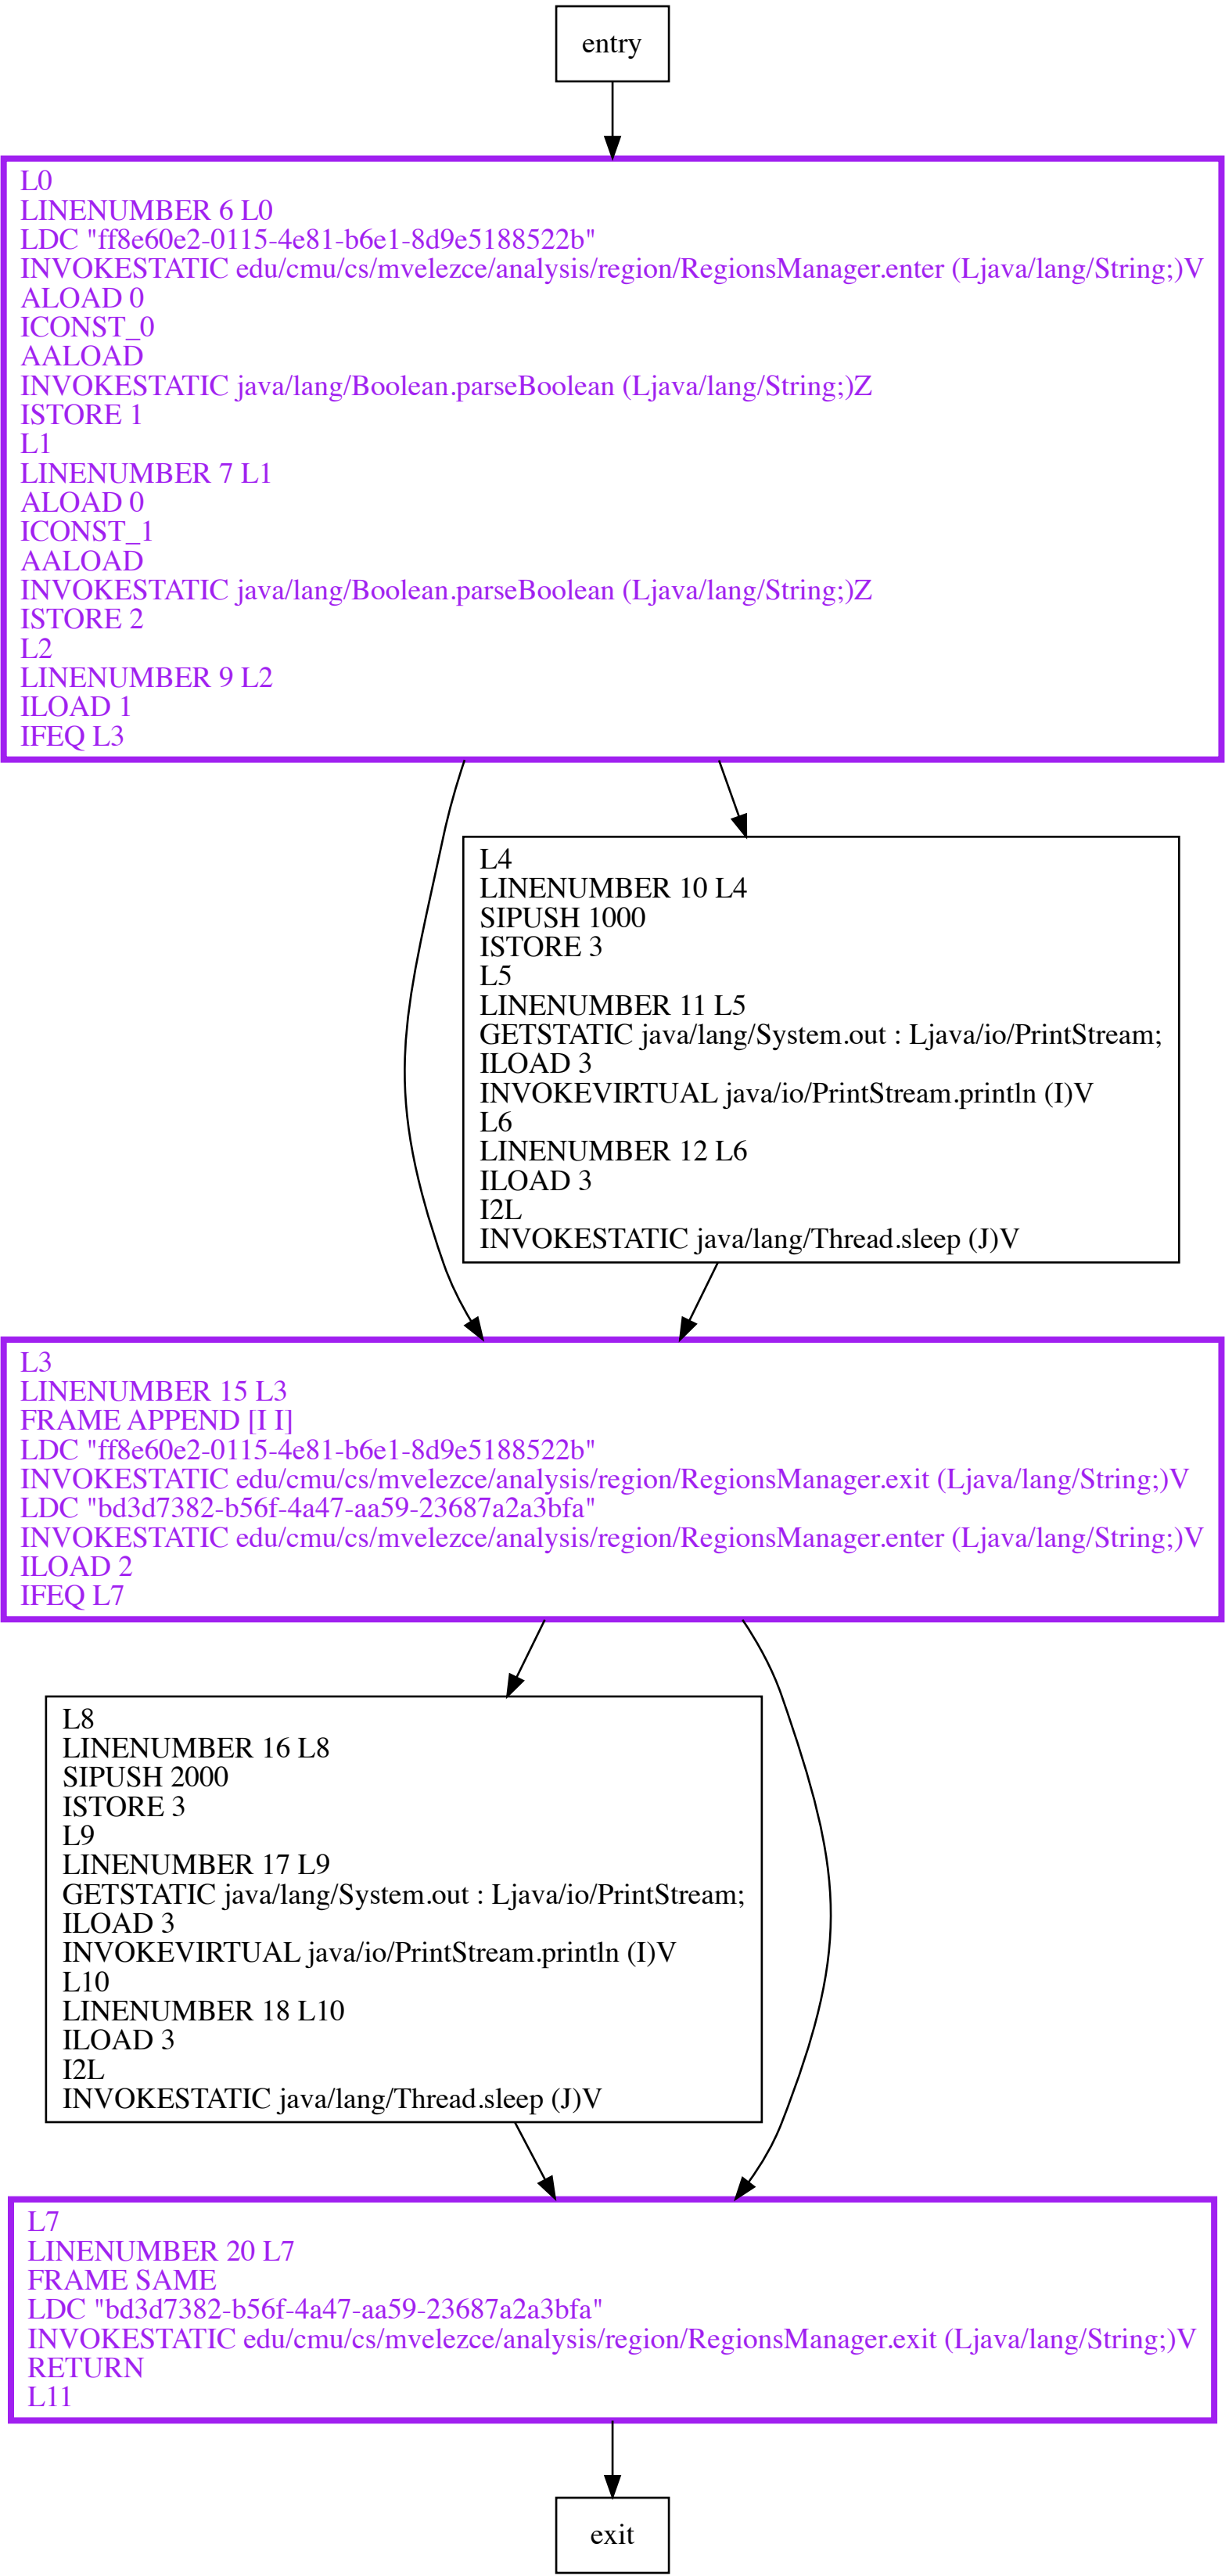 entry
L0
LINENUMBER 6 L0
LDC "ff8e60e2-0115-4e81-b6e1-8d9e5188522b"
INVOKESTATIC edu/cmu/cs/mvelezce/analysis/region/RegionsManager.enter (Ljava/lang/String;)V
ALOAD 0
ICONST_0
AALOAD
INVOKESTATIC java/lang/Boolean.parseBoolean (Ljava/lang/String;)Z
ISTORE 1
L1
LINENUMBER 7 L1
ALOAD 0
ICONST_1
AALOAD
INVOKESTATIC java/lang/Boolean.parseBoolean (Ljava/lang/String;)Z
ISTORE 2
L2
LINENUMBER 9 L2
ILOAD 1
IFEQ L3
L4
LINENUMBER 10 L4
SIPUSH 1000
ISTORE 3
L5
LINENUMBER 11 L5
GETSTATIC java/lang/System.out : Ljava/io/PrintStream;
ILOAD 3
INVOKEVIRTUAL java/io/PrintStream.println (I)V
L6
LINENUMBER 12 L6
ILOAD 3
I2L
INVOKESTATIC java/lang/Thread.sleep (J)V
L3
LINENUMBER 15 L3
FRAME APPEND [I I]
LDC "ff8e60e2-0115-4e81-b6e1-8d9e5188522b"
INVOKESTATIC edu/cmu/cs/mvelezce/analysis/region/RegionsManager.exit (Ljava/lang/String;)V
LDC "bd3d7382-b56f-4a47-aa59-23687a2a3bfa"
INVOKESTATIC edu/cmu/cs/mvelezce/analysis/region/RegionsManager.enter (Ljava/lang/String;)V
ILOAD 2
IFEQ L7
L8
LINENUMBER 16 L8
SIPUSH 2000
ISTORE 3
L9
LINENUMBER 17 L9
GETSTATIC java/lang/System.out : Ljava/io/PrintStream;
ILOAD 3
INVOKEVIRTUAL java/io/PrintStream.println (I)V
L10
LINENUMBER 18 L10
ILOAD 3
I2L
INVOKESTATIC java/lang/Thread.sleep (J)V
L7
LINENUMBER 20 L7
FRAME SAME
LDC "bd3d7382-b56f-4a47-aa59-23687a2a3bfa"
INVOKESTATIC edu/cmu/cs/mvelezce/analysis/region/RegionsManager.exit (Ljava/lang/String;)V
RETURN
L11
exit